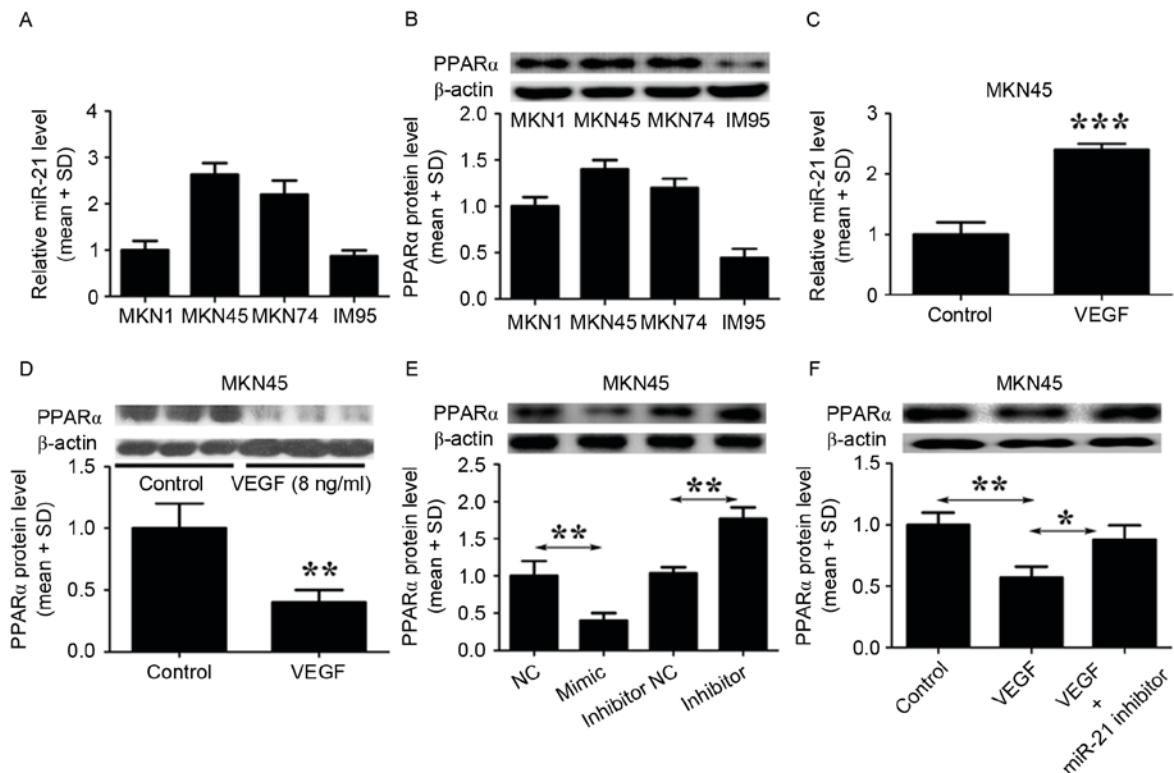 A
Relative miR-21 level
(mean + SD)
4
3
2
1
0
MKN1 MKN45 MKN74 IM95
B
PPARα
β-actin
MKN1 MKN45 MKN74 IM95
PPARα protein level
(mean + SD)
2.0
1.5
1.0
0.5
0.0
MKN1 MKN45 MKN74 IM95
C
MKN45
Relative miR-21 level
(mean + SD)
3
2
1
0
***
Control VEGF
D
MKN45
PPARα
β-actin
Control VEGF (8 ng/ml)
PPARα protein level
(mean + SD)
1.5
1.0
0.5
0.0
**
Control VEGF
E
MKN45
PPARα
β-actin
PPARα protein level
(mean + SD)
2.5
2.0
1.5
1.0
0.5
0.0
**
**
NC
Mimic
Inhibitor NC
Inhibitor
F
MKN45
PPARα
β-actin
PPARα protein level
(mean + SD)
1.5
1.0
0.5
0.0
**
*
Control
VEGF
VEGF
+
miR-21 inhibitor